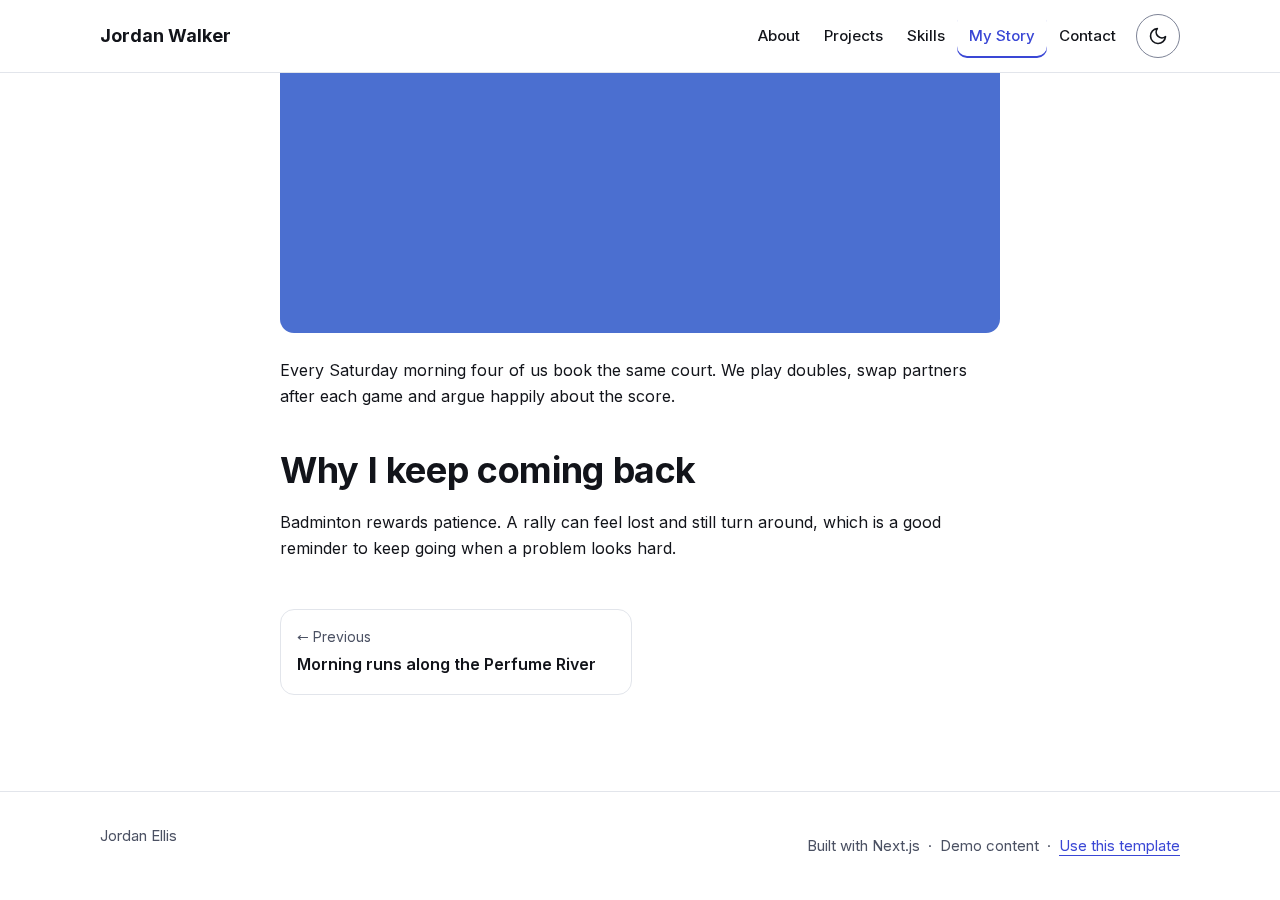 Jordan Walker
About
Projects
Skills
My Story
Contact
Every Saturday morning four of us book the same court. We play doubles, swap partners
after each game and argue happily about the score.
Why I keep coming back
Badminton rewards patience. A rally can feel lost and still turn around, which is a good
reminder to keep going when a problem looks hard.
← Previous
Morning runs along the Perfume River
Jordan Ellis
Built with Next.js · Demo content · Use this template